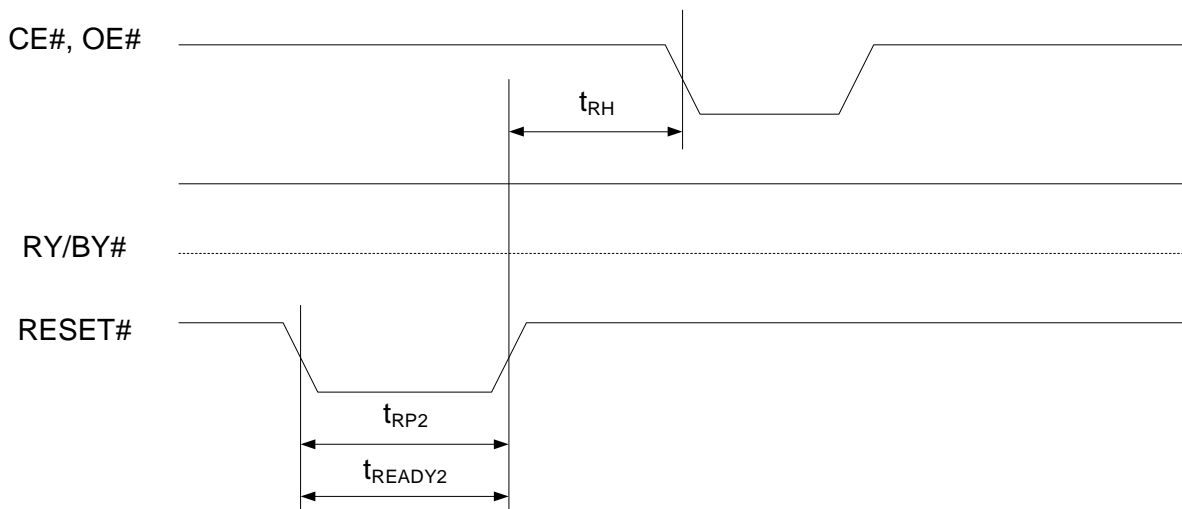 CE#, OE#
tRH
RY/BY#
RESET#
tRP2
tREADY2